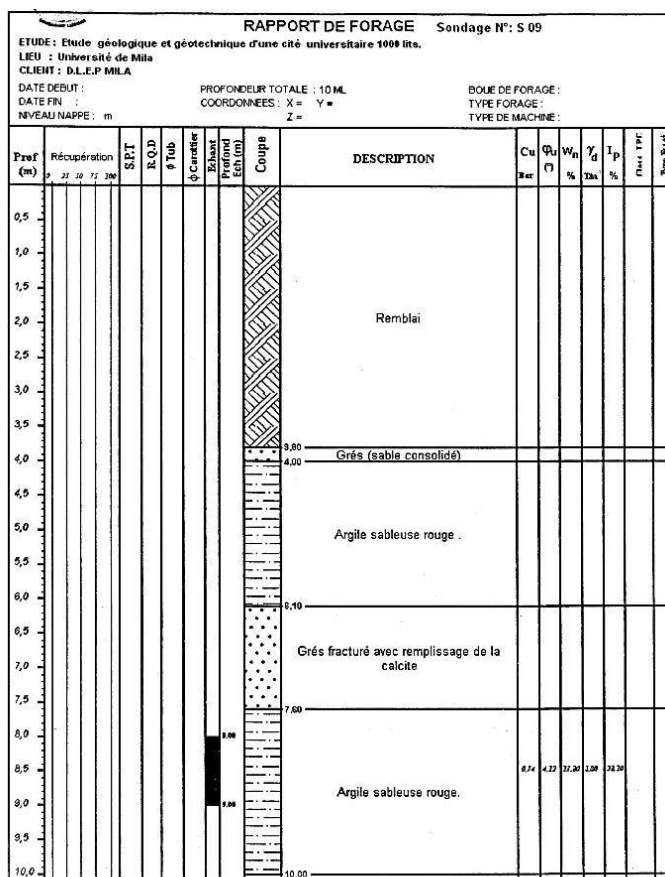 RAPPORT DE FORAGE Sondage N°: S 09
ETUDE : Etude géologique et géotechnique d'une cité universitaire 1000 lits.
LIEU : Université de Mila
CLIENT : D.L.E.P MILA
DATE DEBUT : PROFONDEUR TOTALE : 10 ML BOUE DE FORAGE :
DATE FIN : COORDONNEES : X = Y = TYPE FORAGE :
NIVEAU NAPPE : m Z = TYPE DE MACHINE :
Prof (m) Récupération S.P.T R.Q.D ϕ Tub ϕ Carottier Echant Profond Ech (m) Coupe DESCRIPTION Cu φu Wn γd Ip
0 25 50 75 100 Bar (°) % %
0,5
1,0
1,5
2,0 Remblai
2,5
3,0
3,5
3,80
Grés (sable consolidé)
4,0 4,00
4,5
5,0 Argile sableuse rouge .
5,5
6,0
6,10
6,5
Grés fracturé avec remplissage de la
7,0 calcite
7,5
7,60
8,0 8,00
8,5
Argile sableuse rouge.
9,0 9,00
9,5
10,0 10,00